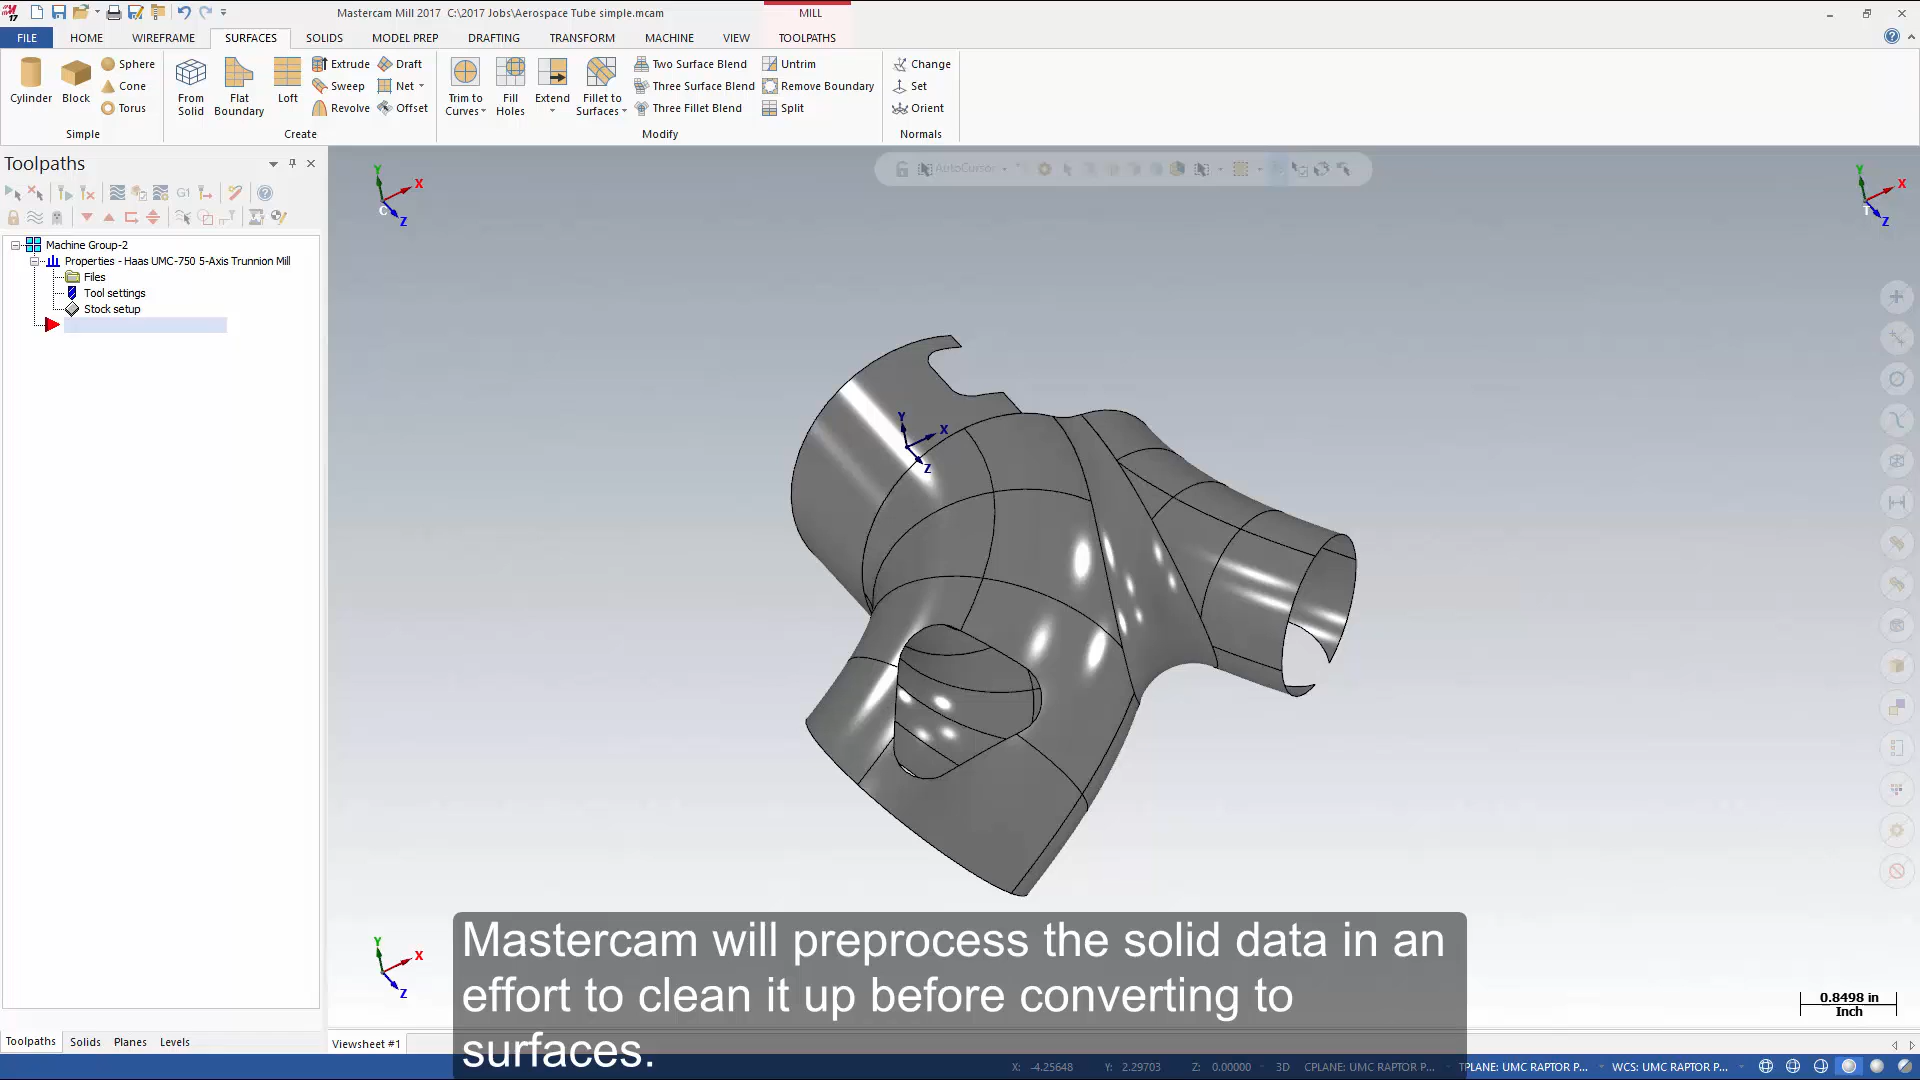 Mastercam Mill 2017  C:\2017 Jobs\Aerospace Tube simple.mcam
MILL
FILE HOME WIREFRAME SURFACES SOLIDS MODEL PREP DRAFTING TRANSFORM MACHINE VIEW TOOLPATHS
Cylinder
Block
Sphere
Cone
Torus
Simple
From Solid
Flat Boundary
Loft
Extrude
Sweep
Revolve
Draft
Net
Offset
Create
Trim to Curves
Fill Holes
Extend
Fillet to Surfaces
Two Surface Blend
Three Surface Blend
Three Fillet Blend
Untrim
Remove Boundary
Split
Modify
Change
Set
Orient
Normals
Toolpaths
G1
AutoCursor
Machine Group-2
Properties - Haas UMC-750 5-Axis Trunnion Mill
Files
Tool settings
Stock setup
Y
X
C
Z
Y
X
T
Z
Y
X
Z
Y
X
Z
Mastercam will preprocess the solid data in an
effort to clean it up before converting to
surfaces.
0.8498 in
Inch
Toolpaths Solids Planes Levels
Viewsheet #1
X: -4.25648 Y: 2.29703 Z: 0.00000 3D CPLANE: UMC RAPTOR P... TPLANE: UMC RAPTOR P... WCS: UMC RAPTOR P...